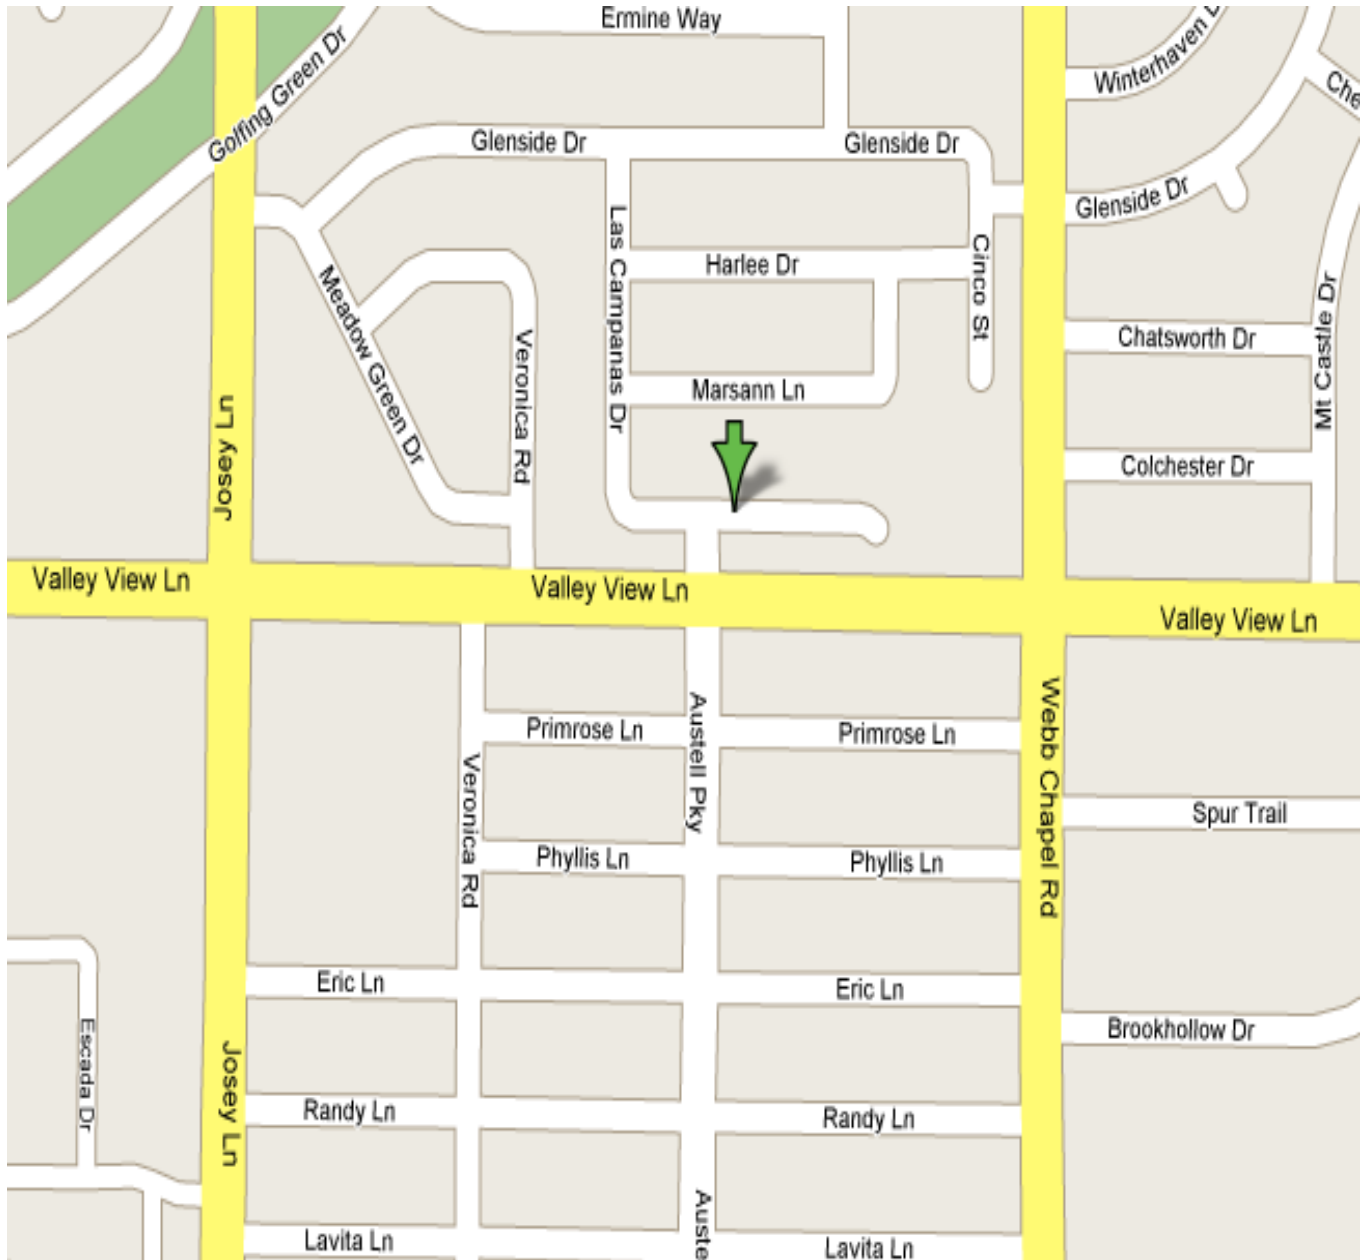 Ermine Way
Winterhaven D
Golfing Green Dr
Che
Glenside Dr
Glenside Dr
Glenside Dr
Las Campanas Dr
Harlee Dr
Cinco St
Meadow Green Dr
Veronica Rd
Chatsworth Dr
Mt Castle Dr
Marsann Ln
Josey Ln
Colchester Dr
Valley View Ln
Valley View Ln
Valley View Ln
Webb Chapel Rd
Austell Pky
Primrose Ln
Primrose Ln
Veronica Rd
Spur Trail
Phyllis Ln
Phyllis Ln
Eric Ln
Eric Ln
Escada Dr
Brookhollow Dr
Josey Ln
Randy Ln
Randy Ln
Auste
Lavita Ln
Lavita Ln